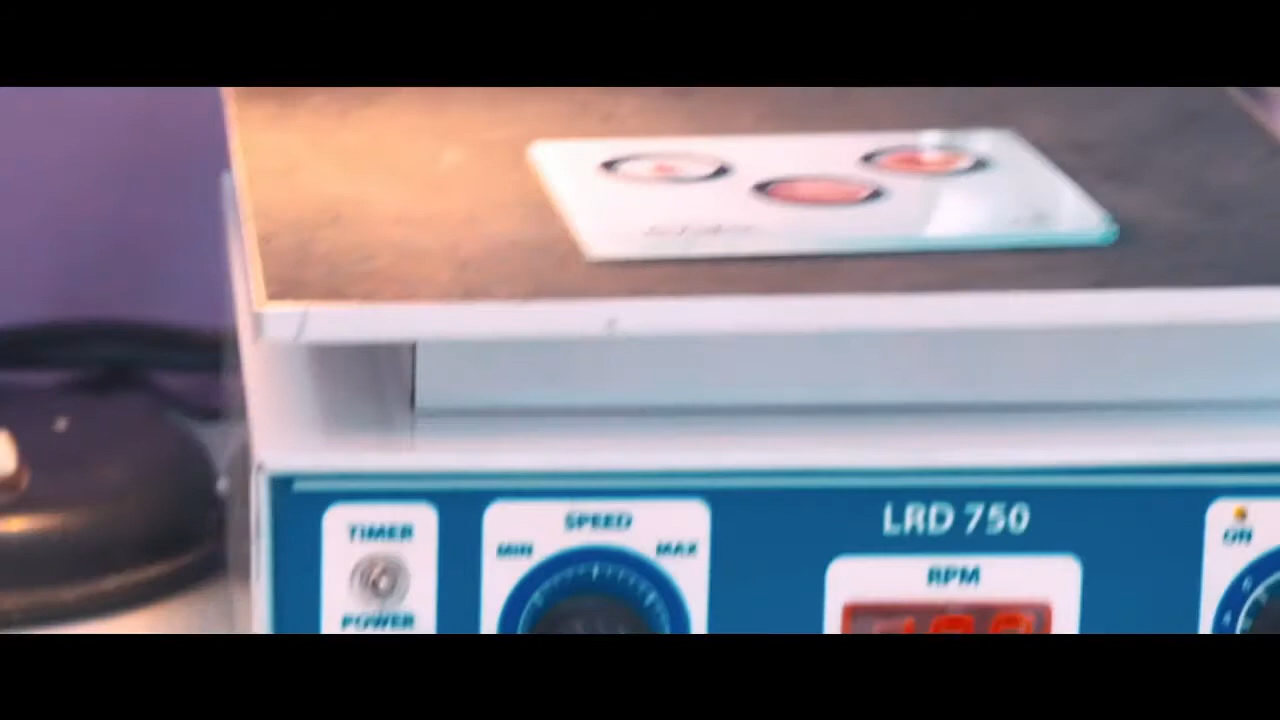 TIMER
POWER
SPEED
MIN MAX
LRD 750
RPM
ON